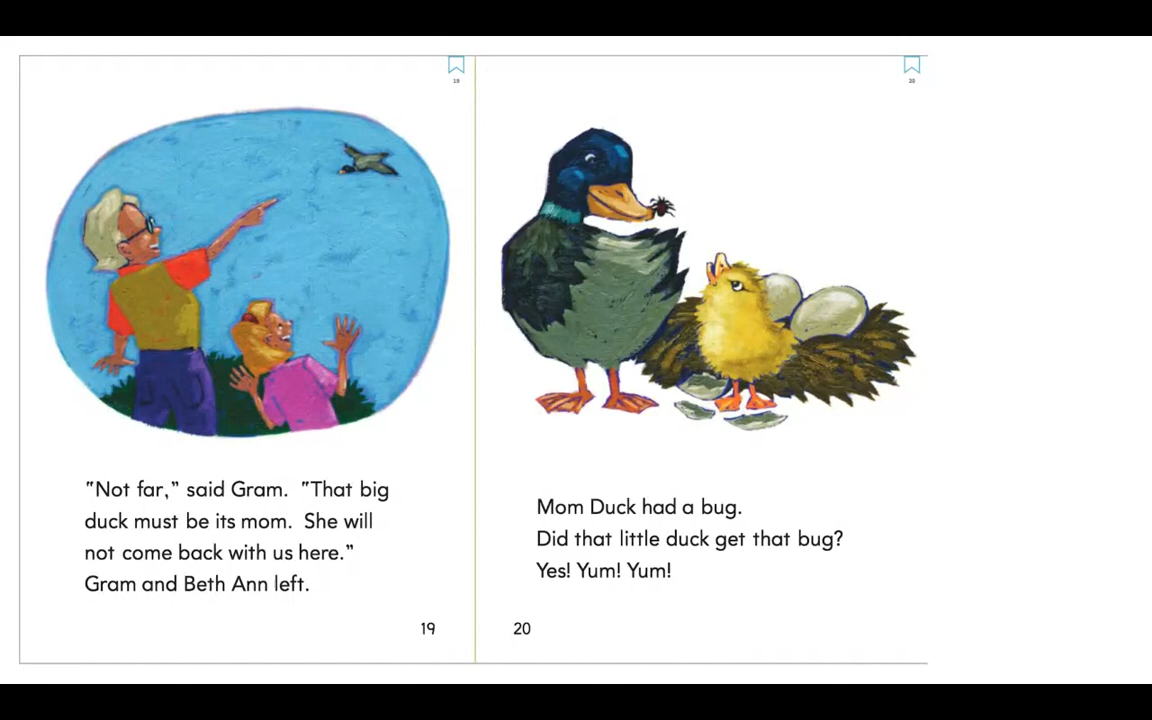 19
20
"Not far," said Gram.  "That big
duck must be its mom.  She will
not come back with us here."
Gram and Beth Ann left.
19
Mom Duck had a bug.
Did that little duck get that bug?
Yes! Yum! Yum!
20